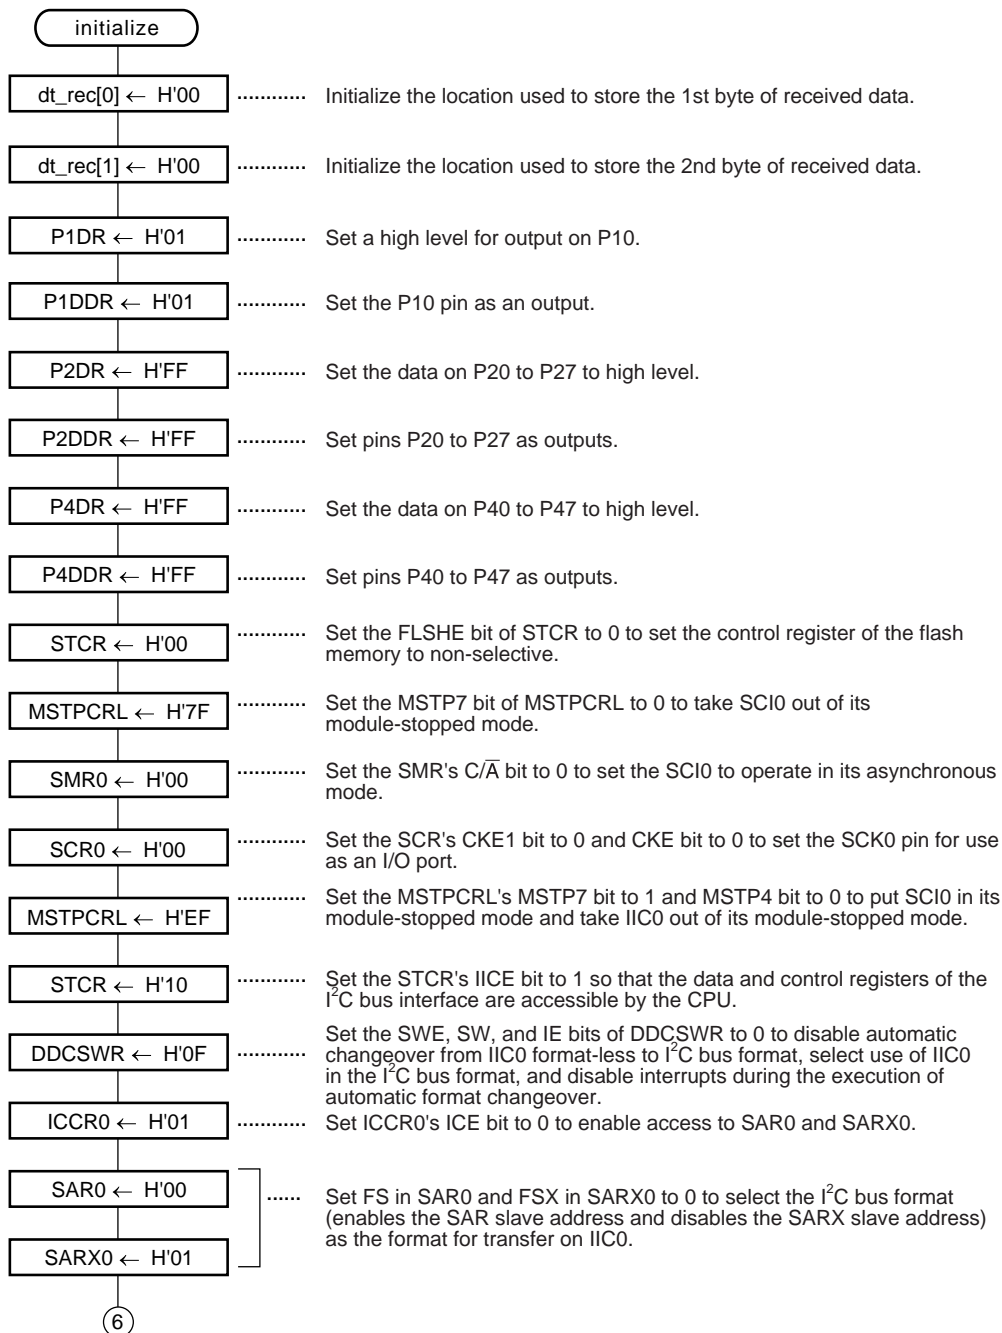 initialize
dt_rec[0] ← H'00 ............ Initialize the location used to store the 1st byte of received data.
dt_rec[1] ← H'00 ............ Initialize the location used to store the 2nd byte of received data.
P1DR ← H'01 ............ Set a high level for output on P10.
P1DDR ← H'01 ............ Set the P10 pin as an output.
P2DR ← H'FF ............ Set the data on P20 to P27 to high level.
P2DDR ← H'FF ............ Set pins P20 to P27 as outputs.
P4DR ← H'FF ............ Set the data on P40 to P47 to high level.
P4DDR ← H'FF ............ Set pins P40 to P47 as outputs.
STCR ← H'00 ............ Set the FLSHE bit of STCR to 0 to set the control register of the flash
memory to non-selective.
MSTPCRL ← H'7F ............ Set the MSTP7 bit of MSTPCRL to 0 to take SCI0 out of its
module-stopped mode.
SMR0 ← H'00 ............ Set the SMR's C/A̅ bit to 0 to set the SCI0 to operate in its asynchronous
mode.
SCR0 ← H'00 ............ Set the SCR's CKE1 bit to 0 and CKE bit to 0 to set the SCK0 pin for use
as an I/O port.
MSTPCRL ← H'EF ............ Set the MSTPCRL's MSTP7 bit to 1 and MSTP4 bit to 0 to put SCI0 in its
module-stopped mode and take IIC0 out of its module-stopped mode.
STCR ← H'10 ............ Set the STCR's IICE bit to 1 so that the data and control registers of the
I²C bus interface are accessible by the CPU.
DDCSWR ← H'0F ............ Set the SWE, SW, and IE bits of DDCSWR to 0 to disable automatic
changeover from IIC0 format-less to I²C bus format, select use of IIC0
in the I²C bus format, and disable interrupts during the execution of
automatic format changeover.
ICCR0 ← H'01 ............ Set ICCR0's ICE bit to 0 to enable access to SAR0 and SARX0.
SAR0 ← H'00 ...... Set FS in SAR0 and FSX in SARX0 to 0 to select the I²C bus format
(enables the SAR slave address and disables the SARX slave address)
as the format for transfer on IIC0.
SARX0 ← H'01
6